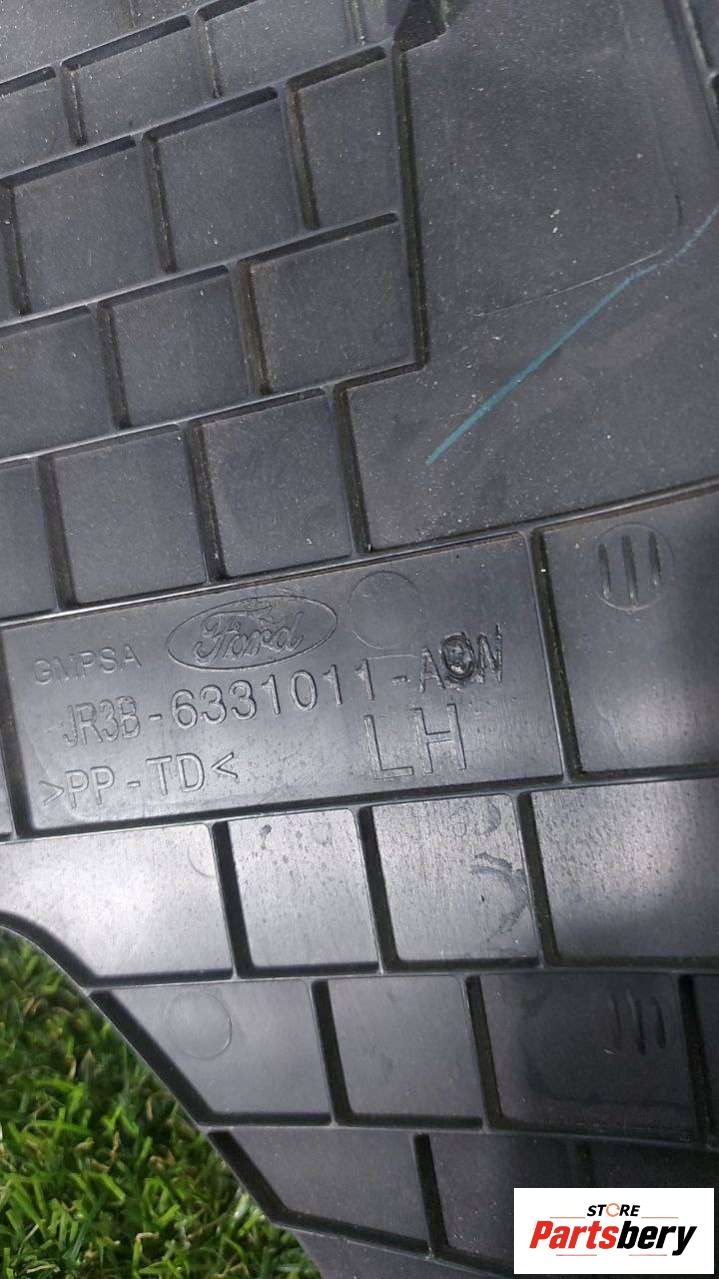 GMPSA Ford
JR3B-6331011-
>PP-TD< LH
STORE
Partsbery